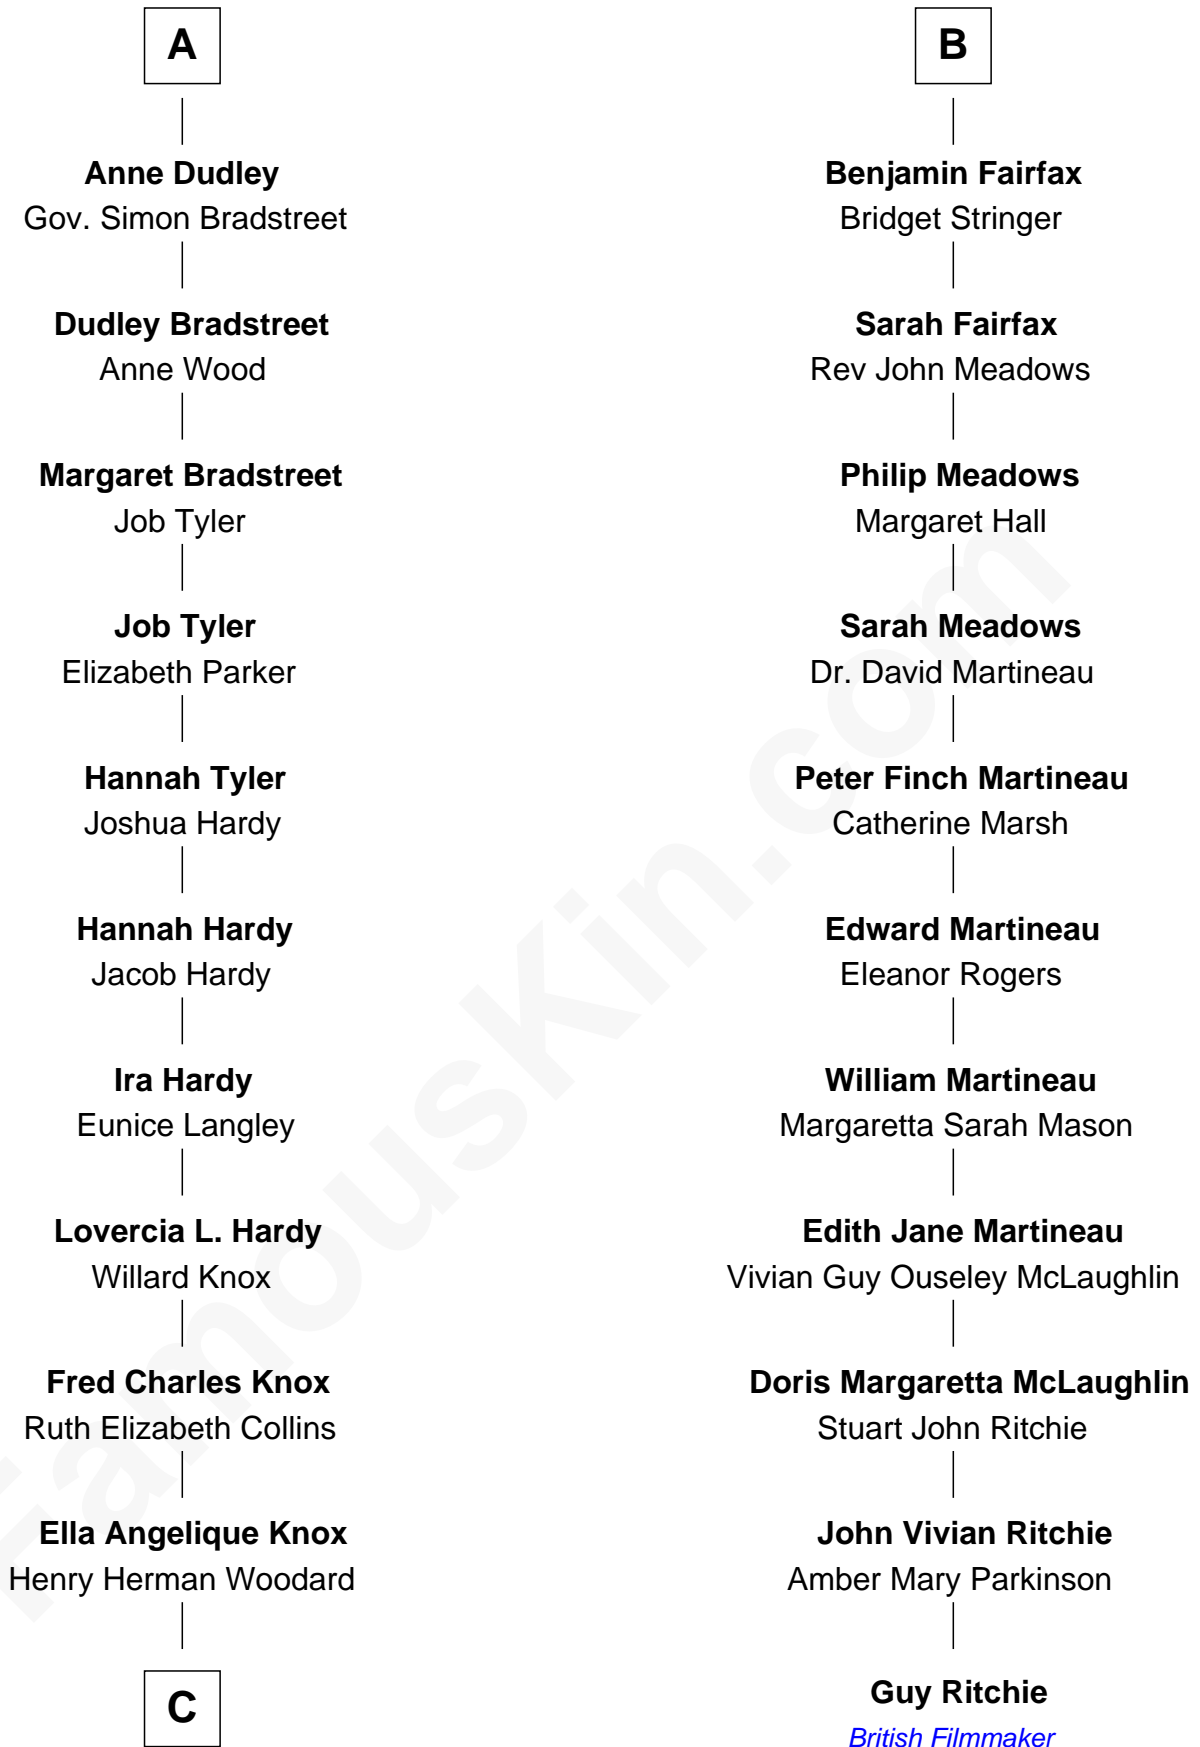 A
Anne Dudley
Gov. Simon Bradstreet
Dudley Bradstreet
Anne Wood
Margaret Bradstreet
Job Tyler
Job Tyler
Elizabeth Parker
Hannah Tyler
Joshua Hardy
Hannah Hardy
Jacob Hardy
Ira Hardy
Eunice Langley
Lovercia L. Hardy
Willard Knox
Fred Charles Knox
Ruth Elizabeth Collins
Ella Angelique Knox
Henry Herman Woodard
C
B
Benjamin Fairfax
Bridget Stringer
Sarah Fairfax
Rev John Meadows
Philip Meadows
Margaret Hall
Sarah Meadows
Dr. David Martineau
Peter Finch Martineau
Catherine Marsh
Edward Martineau
Eleanor Rogers
William Martineau
Margaretta Sarah Mason
Edith Jane Martineau
Vivian Guy Ouseley McLaughlin
Doris Margaretta McLaughlin
Stuart John Ritchie
John Vivian Ritchie
Amber Mary Parkinson
Guy Ritchie
British Filmmaker
FamousKin.com